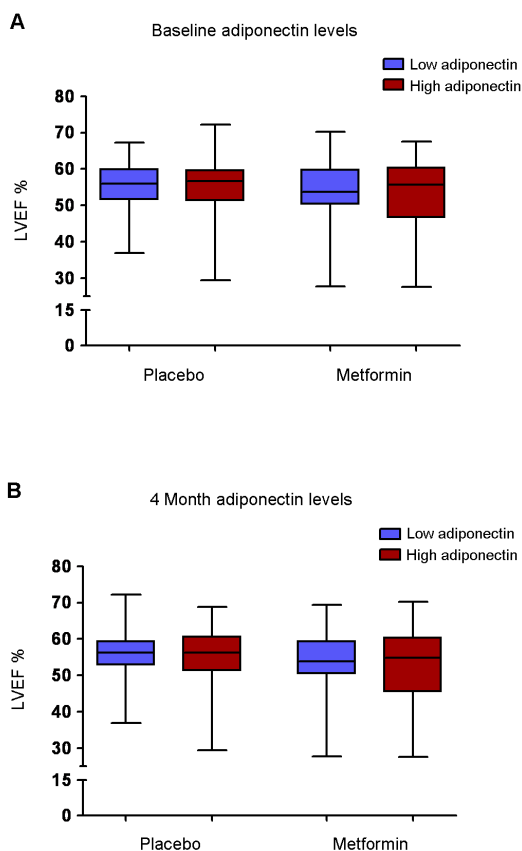 A
Baseline adiponectin levels
Low adiponectin
High adiponectin
80
70
60
50
40
30
15
0
LVEF %
Placebo Metformin
B
4 Month adiponectin levels
Low adiponectin
High adiponectin
80
70
60
50
40
30
15
0
LVEF %
Placebo Metformin